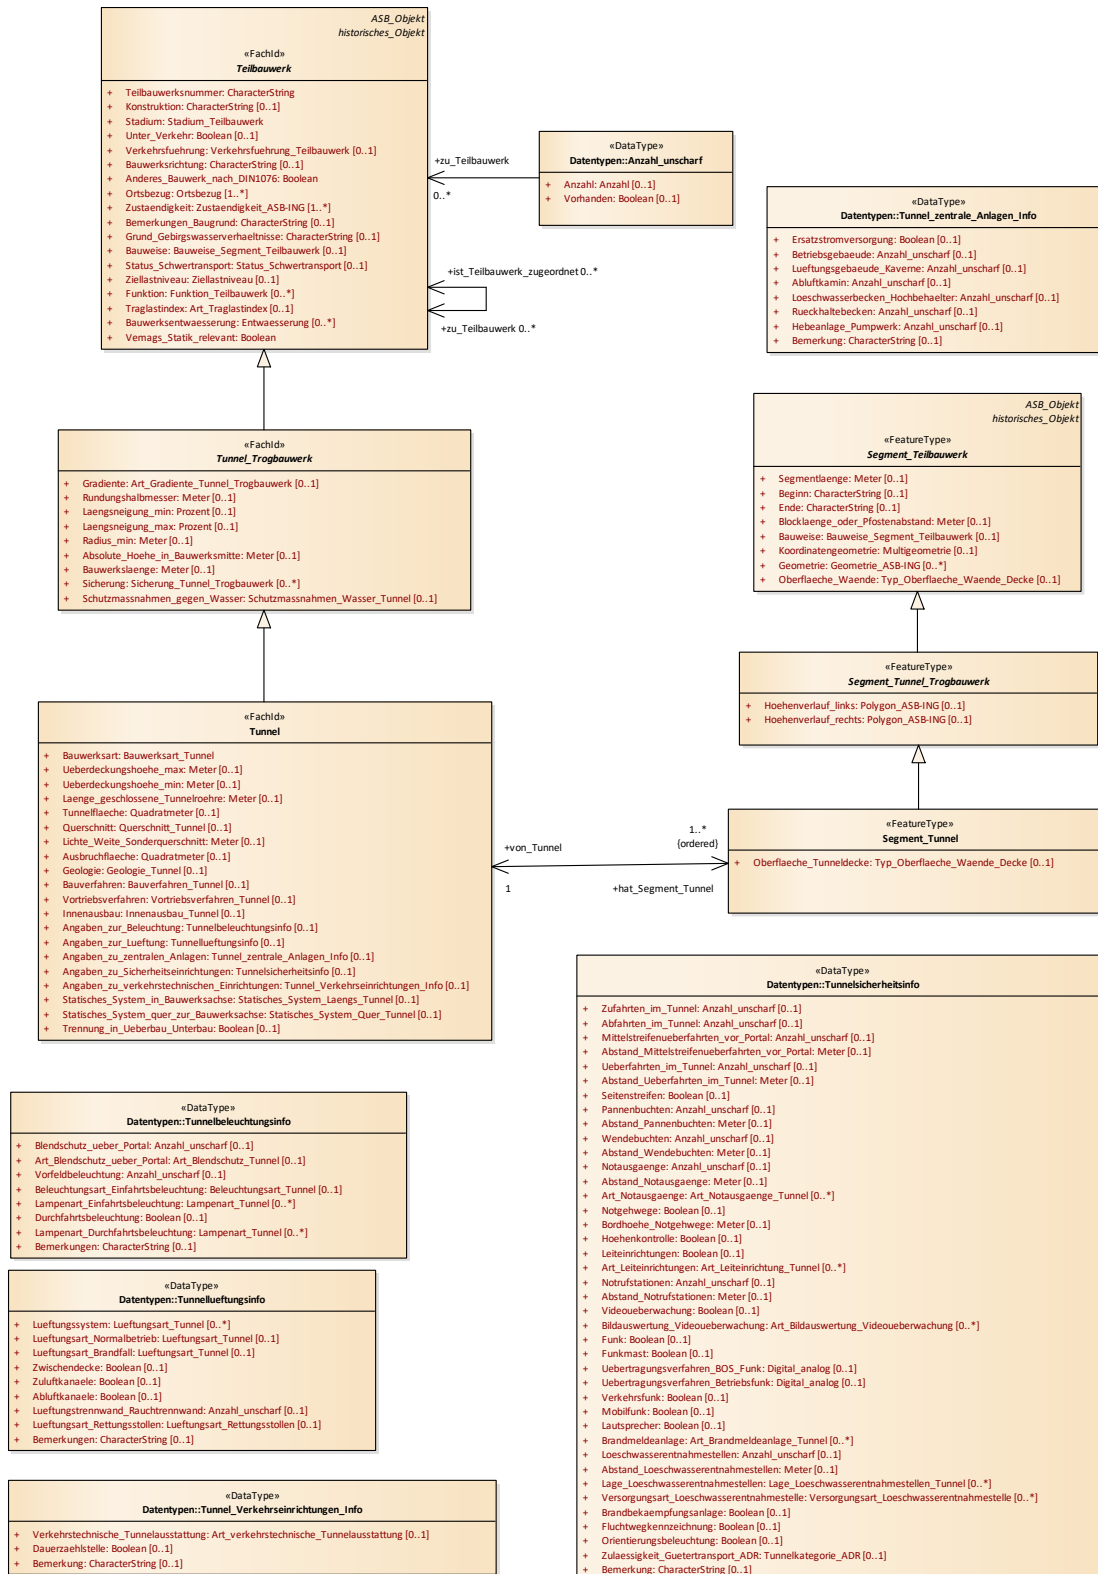 ASB_Objekt
historisches_Objekt
«FachId»
Teilbauwerk
+ Teilbauwerksnummer: CharacterString
+ Konstruktion: CharacterString [0..1]
+ Stadium: Stadium_Teilbauwerk
+ Unter_Verkehr: Boolean [0..1]
+ Verkehrsfuehrung: Verkehrsfuehrung_Teilbauwerk [0..1]
+ Bauwerksrichtung: CharacterString [0..1]
+ Anderes_Bauwerk_nach_DIN1076: Boolean
+ Ortsbezug: Ortsbezug [1..*]
+ Zustaendigkeit: Zustaendigkeit_ASB-ING [1..*]
+ Bemerkungen_Baugrund: CharacterString [0..1]
+ Grund_Gebirgswasserverhaeltnisse: CharacterString [0..1]
+ Bauweise: Bauweise_Segment_Teilbauwerk [0..1]
+ Status_Schwertransport: Status_Schwertransport [0..1]
+ Ziellastniveau: Ziellastniveau [0..1]
+ Funktion: Funktion_Teilbauwerk [0..*]
+ Traglastindex: Art_Traglastindex [0..1]
+ Bauwerksentwaesserung: Entwaesserung [0..*]
+ Vemags_Statik_relevant: Boolean
+zu_Teilbauwerk
0..*
+ist_Teilbauwerk_zugeordnet 0..*
+zu_Teilbauwerk 0..*
«DataType»
Datentypen::Anzahl_unscharf
+ Anzahl: Anzahl [0..1]
+ Vorhanden: Boolean [0..1]
«DataType»
Datentypen::Tunnel_zentrale_Anlagen_Info
+ Ersatzstromversorgung: Boolean [0..1]
+ Betriebsgebaeude: Anzahl_unscharf [0..1]
+ Lueftungsgebaeude_Kaverne: Anzahl_unscharf [0..1]
+ Abluftkamin: Anzahl_unscharf [0..1]
+ Loeschwasserbecken_Hochbehaelter: Anzahl_unscharf [0..1]
+ Rueckhaltebecken: Anzahl_unscharf [0..1]
+ Hebeanlage_Pumpwerk: Anzahl_unscharf [0..1]
+ Bemerkung: CharacterString [0..1]
«FachId»
Tunnel_Trogbauwerk
+ Gradiente: Art_Gradiente_Tunnel_Trogbauwerk [0..1]
+ Rundungshalbmesser: Meter [0..1]
+ Laengsneigung_min: Prozent [0..1]
+ Laengsneigung_max: Prozent [0..1]
+ Radius_min: Meter [0..1]
+ Absolute_Hoehe_in_Bauwerksmitte: Meter [0..1]
+ Bauwerkslaenge: Meter [0..1]
+ Sicherung: Sicherung_Tunnel_Trogbauwerk [0..*]
+ Schutzmassnahmen_gegen_Wasser: Schutzmassnahmen_Wasser_Tunnel [0..1]
ASB_Objekt
historisches_Objekt
«FeatureType»
Segment_Teilbauwerk
+ Segmentlaenge: Meter [0..1]
+ Beginn: CharacterString [0..1]
+ Ende: CharacterString [0..1]
+ Blocklaenge_oder_Pfostenabstand: Meter [0..1]
+ Bauweise: Bauweise_Segment_Teilbauwerk [0..1]
+ Koordinatengeometrie: Multigeometrie [0..1]
+ Geometrie: Geometrie_ASB-ING [0..*]
+ Oberflaeche_Waende: Typ_Oberflaeche_Waende_Decke [0..1]
«FeatureType»
Segment_Tunnel_Trogbauwerk
+ Hoehenverlauf_links: Polygon_ASB-ING [0..1]
+ Hoehenverlauf_rechts: Polygon_ASB-ING [0..1]
«FachId»
Tunnel
+ Bauwerksart: Bauwerksart_Tunnel
+ Ueberdeckungshoehe_max: Meter [0..1]
+ Ueberdeckungshoehe_min: Meter [0..1]
+ Laenge_geschlossene_Tunnelroehre: Meter [0..1]
+ Tunnelflaeche: Quadratmeter [0..1]
+ Querschnitt: Querschnitt_Tunnel [0..1]
+ Lichte_Weite_Sonderquerschnitt: Meter [0..1]
+ Ausbruchflaeche: Quadratmeter [0..1]
+ Geologie: Geologie_Tunnel [0..1]
+ Bauverfahren: Bauverfahren_Tunnel [0..1]
+ Vortriebsverfahren: Vortriebsverfahren_Tunnel [0..1]
+ Innenausbau: Innenausbau_Tunnel [0..1]
+ Angaben_zur_Beleuchtung: Tunnelbeleuchtungsinfo [0..1]
+ Angaben_zur_Lueftung: Tunnellueftungsinfo [0..1]
+ Angaben_zu_zentralen_Anlagen: Tunnel_zentrale_Anlagen_Info [0..1]
+ Angaben_zu_Sicherheitseinrichtungen: Tunnelsicherheitsinfo [0..1]
+ Angaben_zu_verkehrstechnischen_Einrichtungen: Tunnel_Verkehrseinrichtungen_Info [0..1]
+ Statisches_System_in_Bauwerksachse: Statisches_System_Laengs_Tunnel [0..1]
+ Statisches_System_quer_zur_Bauwerksachse: Statisches_System_Quer_Tunnel [0..1]
+ Trennung_in_Ueberbau_Unterbau: Boolean [0..1]
+von_Tunnel
1
1..*
{ordered}
+hat_Segment_Tunnel
«FeatureType»
Segment_Tunnel
+ Oberflaeche_Tunneldecke: Typ_Oberflaeche_Waende_Decke [0..1]
«DataType»
Datentypen::Tunnelsicherheitsinfo
+ Zufahrten_im_Tunnel: Anzahl_unscharf [0..1]
+ Abfahrten_im_Tunnel: Anzahl_unscharf [0..1]
+ Mittelstreifenueberfahrten_vor_Portal: Anzahl_unscharf [0..1]
+ Abstand_Mittelstreifenueberfahrten_vor_Portal: Meter [0..1]
+ Ueberfahrten_im_Tunnel: Anzahl_unscharf [0..1]
+ Abstand_Ueberfahrten_im_Tunnel: Meter [0..1]
+ Seitenstreifen: Boolean [0..1]
+ Pannenbuchten: Anzahl_unscharf [0..1]
+ Abstand_Pannenbuchten: Meter [0..1]
+ Wendebuchten: Anzahl_unscharf [0..1]
+ Abstand_Wendebuchten: Meter [0..1]
+ Notausgaenge: Anzahl_unscharf [0..1]
+ Abstand_Notausgaenge: Meter [0..1]
+ Art_Notausgaenge: Art_Notausgaenge_Tunnel [0..*]
+ Notgehwege: Boolean [0..1]
+ Bordhoehe_Notgehwege: Meter [0..1]
+ Hoehenkontrolle: Boolean [0..1]
+ Leiteinrichtungen: Boolean [0..1]
+ Art_Leiteinrichtungen: Art_Leiteinrichtung_Tunnel [0..*]
+ Notrufstationen: Anzahl_unscharf [0..1]
+ Abstand_Notrufstationen: Meter [0..1]
+ Videoueberwachung: Boolean [0..1]
+ Bildauswertung_Videoueberwachung: Art_Bildauswertung_Videoueberwachung [0..*]
+ Funk: Boolean [0..1]
+ Funkmast: Boolean [0..1]
+ Uebertragungsverfahren_BOS_Funk: Digital_analog [0..1]
+ Uebertragungsverfahren_Betriebsfunk: Digital_analog [0..1]
+ Verkehrsfunk: Boolean [0..1]
+ Mobilfunk: Boolean [0..1]
+ Lautsprecher: Boolean [0..1]
+ Brandmeldeanlage: Art_Brandmeldeanlage_Tunnel [0..*]
+ Loeschwasserentnahmestellen: Anzahl_unscharf [0..1]
+ Abstand_Loeschwasserentnahmestellen: Meter [0..1]
+ Lage_Loeschwasserentnahmestellen: Lage_Loeschwasserentnahmestellen_Tunnel [0..*]
+ Versorgungsart_Loeschwasserentnahmestelle: Versorgungsart_Loeschwasserentnahmestelle [0..*]
+ Brandbekaempfungsanlage: Boolean [0..1]
+ Fluchtwegkennzeichnung: Boolean [0..1]
+ Orientierungsbeleuchtung: Boolean [0..1]
+ Zulaessigkeit_Guetertransport_ADR: Tunnelkategorie_ADR [0..1]
+ Bemerkung: CharacterString [0..1]
«DataType»
Datentypen::Tunnelbeleuchtungsinfo
+ Blendschutz_ueber_Portal: Anzahl_unscharf [0..1]
+ Art_Blendschutz_ueber_Portal: Art_Blendschutz_Tunnel [0..1]
+ Vorfeldbeleuchtung: Anzahl_unscharf [0..1]
+ Beleuchtungsart_Einfahrtsbeleuchtung: Beleuchtungsart_Tunnel [0..1]
+ Lampenart_Einfahrtsbeleuchtung: Lampenart_Tunnel [0..*]
+ Durchfahrtsbeleuchtung: Boolean [0..1]
+ Lampenart_Durchfahrtsbeleuchtung: Lampenart_Tunnel [0..*]
+ Bemerkungen: CharacterString [0..1]
«DataType»
Datentypen::Tunnellueftungsinfo
+ Lueftungssystem: Lueftungsart_Tunnel [0..*]
+ Lueftungsart_Normalbetrieb: Lueftungsart_Tunnel [0..1]
+ Lueftungsart_Brandfall: Lueftungsart_Tunnel [0..1]
+ Zwischendecke: Boolean [0..1]
+ Zuluftkanaele: Boolean [0..1]
+ Abluftkanaele: Boolean [0..1]
+ Lueftungstrennwand_Rauchtrennwand: Anzahl_unscharf [0..1]
+ Lueftungsart_Rettungsstollen: Lueftungsart_Rettungsstollen [0..1]
+ Bemerkungen: CharacterString [0..1]
«DataType»
Datentypen::Tunnel_Verkehrseinrichtungen_Info
+ Verkehrstechnische_Tunnelausstattung: Art_verkehrstechnische_Tunnelausstattung [0..1]
+ Dauerzaehlstelle: Boolean [0..1]
+ Bemerkung: CharacterString [0..1]